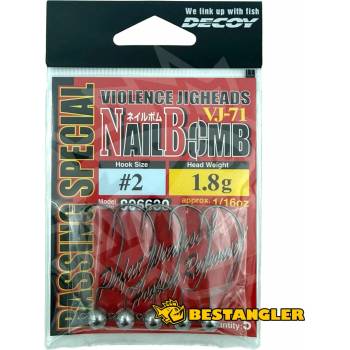 We link up with fish
DECOY
BASSING SPECIAL
VIOLENCE JIGHEADS
VJ-71
ネイルボム
NAIL BOMB
Hook Size
Head Weight
#2
1.8g
Model
approx. 1/16oz
Quantity: 5
BESTANGLER